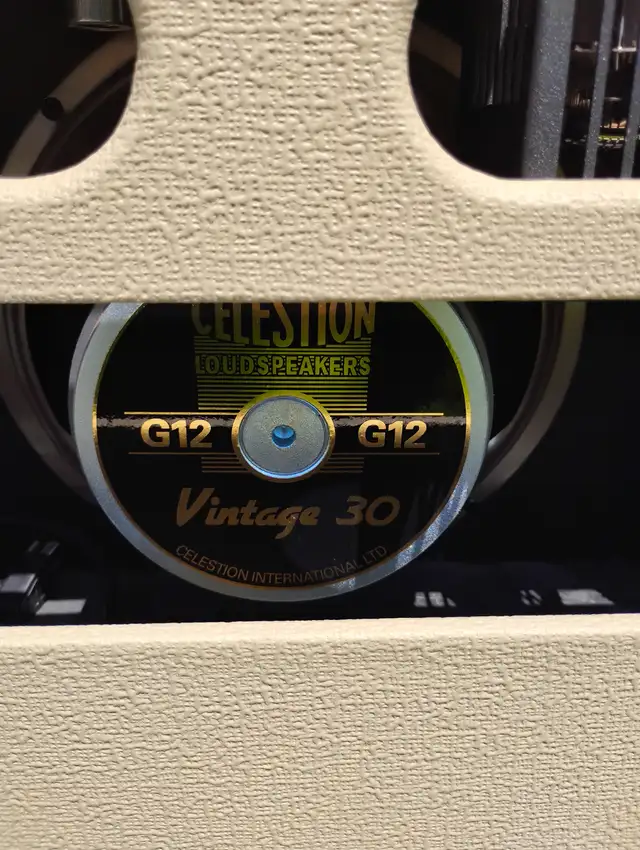 CELESTION
LOUDSPEAKERS
G12 G12
Vintage 30
CELESTION INTERNATIONAL LTD